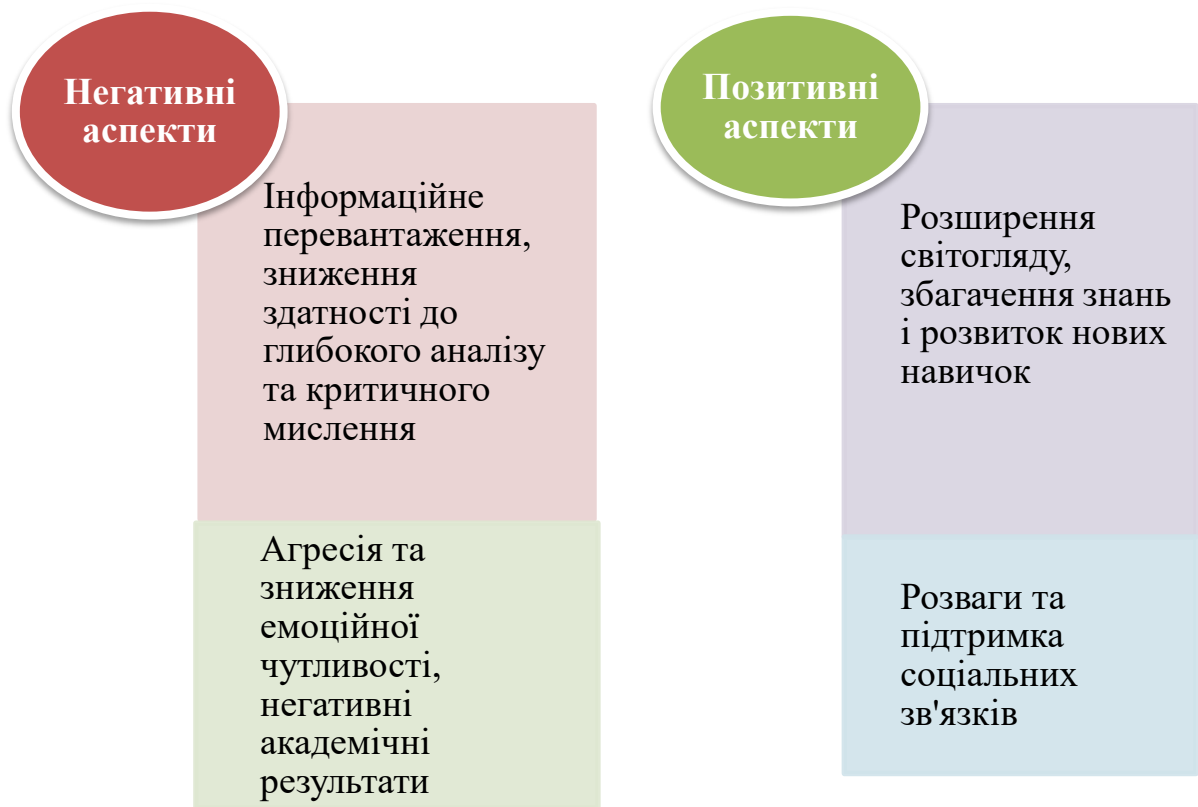 Негативні
аспекти
Інформаційне
перевантаження,
зниження
здатності до
глибокого аналізу
та критичного
мислення
Агресія та
зниження
емоційної
чутливості,
негативні
академічні
результати
Позитивні
аспекти
Розширення
світогляду,
збагачення знань
і розвиток нових
навичок
Розваги та
підтримка
соціальних
зв'язків